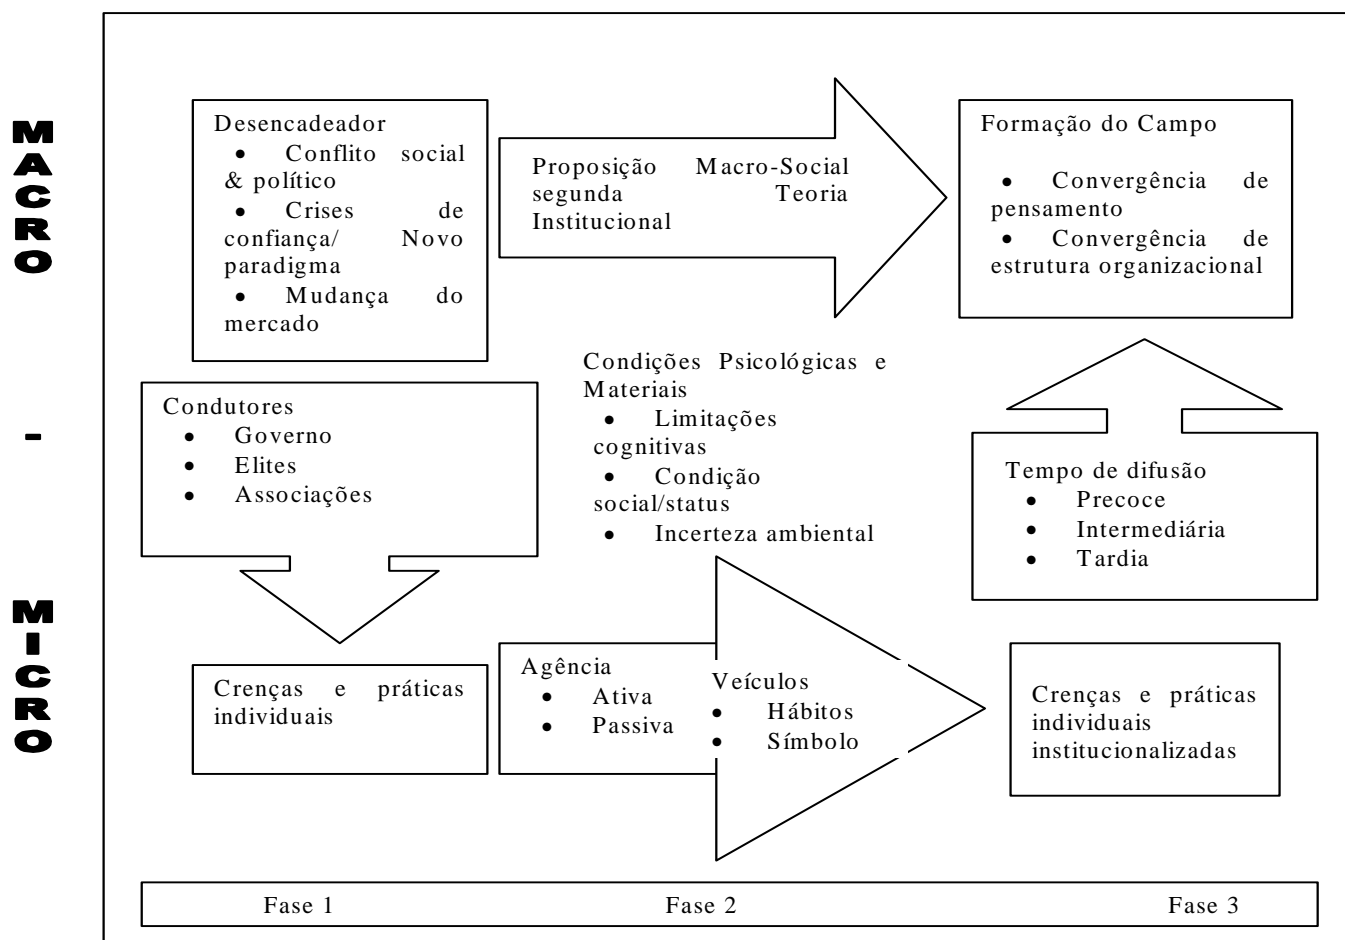 MACRO
-
MICRO
Desencadeador
• Conflito social
& político
• Crises de
confiança/ Novo
paradigma
• Mudança do
mercado
Proposição Macro-Social
segunda Teoria
Institucional
Formação do Campo
• Convergência de
pensamento
• Convergência de
estrutura organizacional
Condutores
• Governo
• Elites
• Associações
Condições Psicológicas e
Materiais
• Limitações
cognitivas
• Condição
social/status
• Incerteza ambiental
Tempo de difusão
• Precoce
• Intermediária
• Tardia
Crenças e práticas
individuais
Agência
• Ativa
• Passiva
Veículos
• Hábitos
• Símbolo
Crenças e práticas
individuais
institucionalizadas
Fase 1
Fase 2
Fase 3